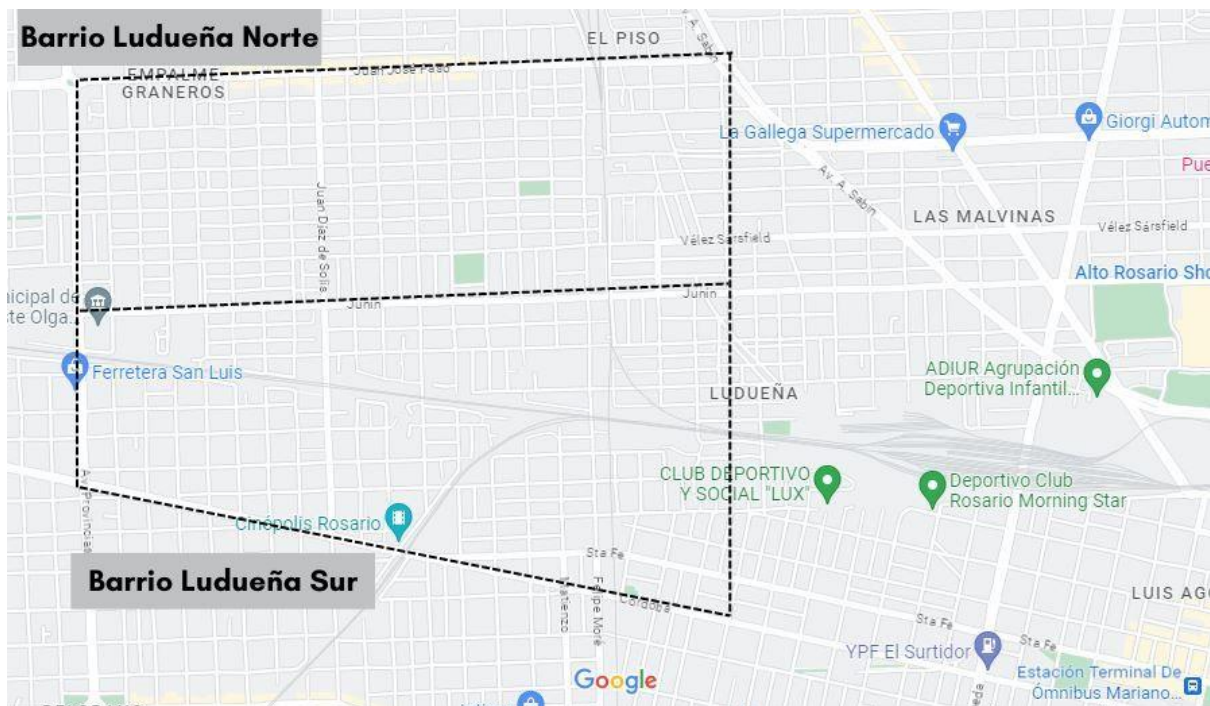 Barrio Ludueña Norte
EL PISO
Av. A. Sabin
EMPALME
GRANEROS
Juan José Paso
La Gallega Supermercado
Giorgi Autom
Pue
Juan Díaz de Solís
Av. A. Sabin
LAS MALVINAS
Vélez Sarsfield
Vélez Sarsfield
Alto Rosario Sho
nicipal de
ste Olga...
Junín
Junín
Ferretera San Luis
LUDUEÑA
ADIUR Agrupación
Deportiva Infantil...
CLUB DEPORTIVO
Y SOCIAL "LUX"
Deportivo Club
Rosario Morning Star
Av. Provincias
Cinépolis Rosario
Sta Fe
Barrio Ludueña Sur
Matienzo
Felipe Moré
Córdoba
LUIS AG
Sta Fe
Sta Fe
YPF El Surtidor
Google
Estación Terminal De
Ómnibus Mariano...